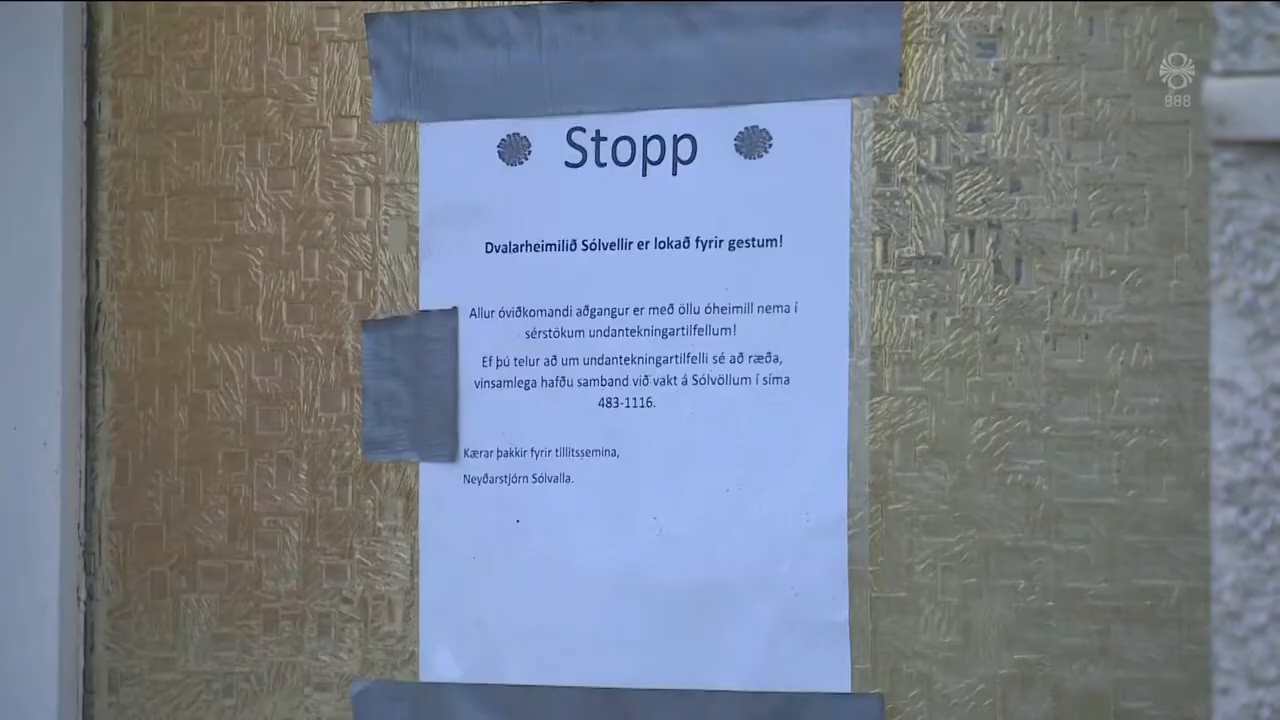 888
Stopp
Dvalarheimilið Sólvellir er lokað fyrir gestum!
Allur óviðkomandi aðgangur er með öllu óheimill nema í
sérstökum undantekningartilfellum!
Ef þú telur að um undantekningartilfelli sé að ræða,
vinsamlega hafðu samband við vakt á Sólvöllum í síma
483-1116.
Kærar þakkir fyrir tillitssemina,
Neyðarstjórn Sólvalla.